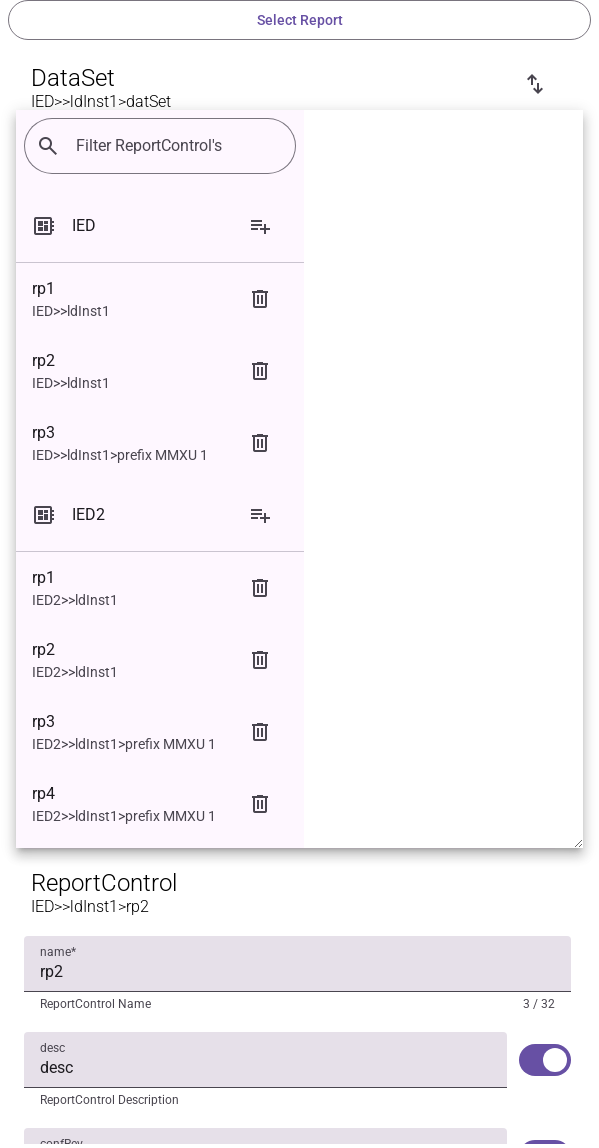 Select Report
DataSet
IED>>ldInst1>datSet
Filter ReportControl's
IED
rp1
IED>>ldInst1
rp2
IED>>ldInst1
rp3
IED>>ldInst1>prefix MMXU 1
IED2
rp1
IED2>>ldInst1
rp2
IED2>>ldInst1
rp3
IED2>>ldInst1>prefix MMXU 1
rp4
IED2>>ldInst1>prefix MMXU 1
ReportControl
IED>>ldInst1>rp2
name*
rp2
ReportControl Name 3 / 32
desc
desc
ReportControl Description
confRev